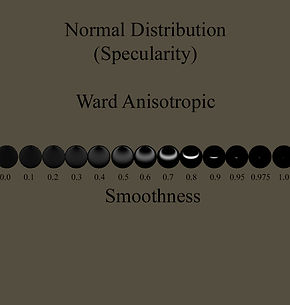 Normal Distribution
(Specularity)
Ward Anisotropic
0.0 0.1 0.2 0.3 0.4 0.5 0.6 0.7 0.8 0.9 0.95 0.975 1.0
Smoothness